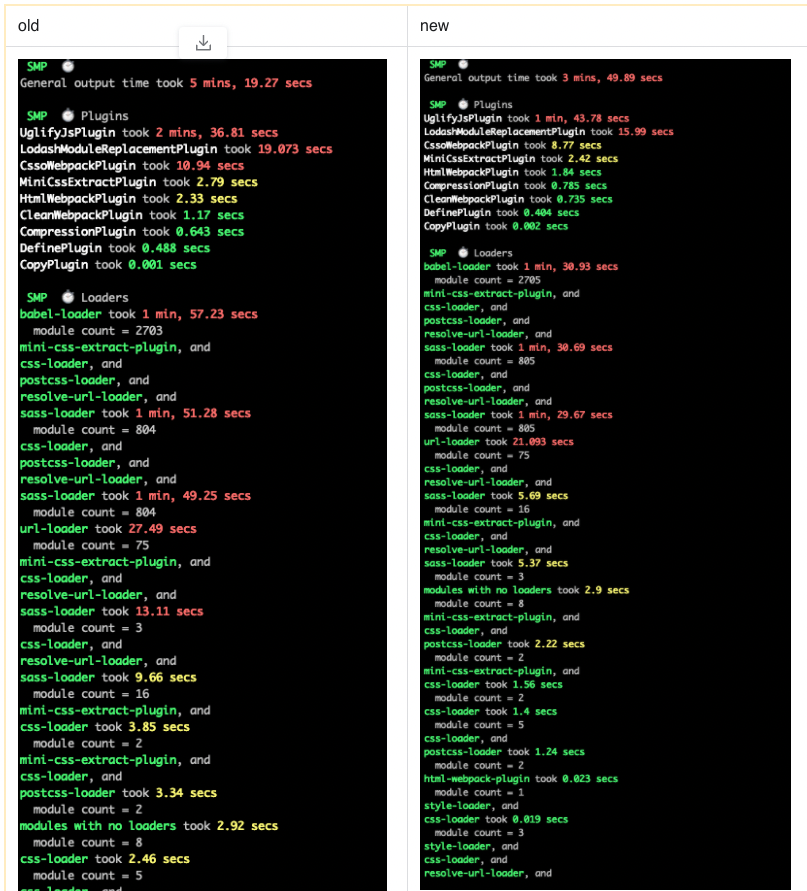 old
SMP
General output time took 5 mins, 19.27 secs
SMP Plugins
UglifyJsPlugin took 2 mins, 36.81 secs
LodashModuleReplacementPlugin took 19.073 secs
CssoWebpackPlugin took 10.94 secs
MiniCssExtractPlugin took 2.79 secs
HtmlWebpackPlugin took 2.33 secs
CleanWebpackPlugin took 1.17 secs
CompressionPlugin took 0.643 secs
DefinePlugin took 0.488 secs
CopyPlugin took 0.001 secs
SMP Loaders
babel-loader took 1 min, 57.23 secs
module count = 2703
mini-css-extract-plugin, and
css-loader, and
postcss-loader, and
resolve-url-loader, and
sass-loader took 1 min, 51.28 secs
module count = 804
css-loader, and
postcss-loader, and
resolve-url-loader, and
sass-loader took 1 min, 49.25 secs
module count = 804
url-loader took 27.49 secs
module count = 75
mini-css-extract-plugin, and
css-loader, and
resolve-url-loader, and
sass-loader took 13.11 secs
module count = 3
css-loader, and
resolve-url-loader, and
sass-loader took 9.66 secs
module count = 16
mini-css-extract-plugin, and
css-loader took 3.85 secs
module count = 2
mini-css-extract-plugin, and
css-loader, and
postcss-loader took 3.34 secs
module count = 2
modules with no loaders took 2.92 secs
module count = 8
css-loader took 2.46 secs
module count = 5
css-loader, and
new
SMP
General output time took 3 mins, 49.89 secs
SMP Plugins
UglifyJsPlugin took 1 min, 43.78 secs
LodashModuleReplacementPlugin took 15.99 secs
CssoWebpackPlugin took 8.77 secs
MiniCssExtractPlugin took 2.42 secs
HtmlWebpackPlugin took 1.84 secs
CompressionPlugin took 0.785 secs
CleanWebpackPlugin took 0.735 secs
DefinePlugin took 0.404 secs
CopyPlugin took 0.002 secs
SMP Loaders
babel-loader took 1 min, 30.93 secs
module count = 2705
mini-css-extract-plugin, and
css-loader, and
postcss-loader, and
resolve-url-loader, and
sass-loader took 1 min, 30.69 secs
module count = 805
css-loader, and
postcss-loader, and
resolve-url-loader, and
sass-loader took 1 min, 29.67 secs
module count = 805
url-loader took 21.093 secs
module count = 75
css-loader, and
resolve-url-loader, and
sass-loader took 5.69 secs
module count = 16
mini-css-extract-plugin, and
css-loader, and
resolve-url-loader, and
sass-loader took 5.37 secs
module count = 3
modules with no loaders took 2.9 secs
module count = 8
mini-css-extract-plugin, and
css-loader, and
postcss-loader took 2.22 secs
module count = 2
mini-css-extract-plugin, and
css-loader took 1.56 secs
module count = 2
css-loader took 1.4 secs
module count = 5
css-loader, and
postcss-loader took 1.24 secs
module count = 2
html-webpack-plugin took 0.023 secs
module count = 1
style-loader, and
css-loader took 0.019 secs
module count = 3
style-loader, and
css-loader, and
resolve-url-loader, and